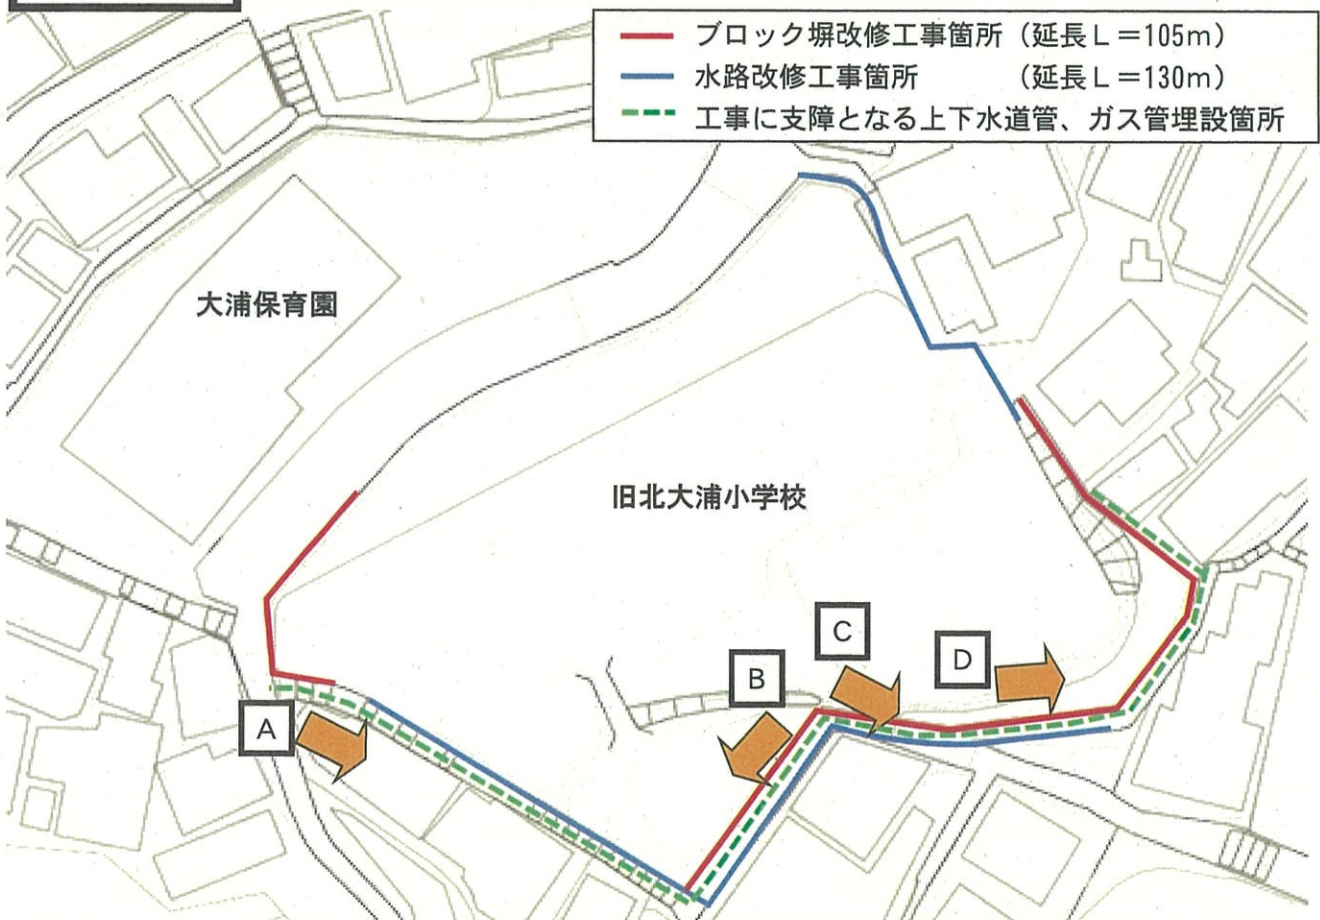 ブロック塀改修工事箇所（延長Ｌ＝105ｍ）
水路改修工事箇所　　　（延長Ｌ＝130ｍ）
工事に支障となる上下水道管、ガス管埋設箇所
大浦保育園
旧北大浦小学校
C
B
D
A